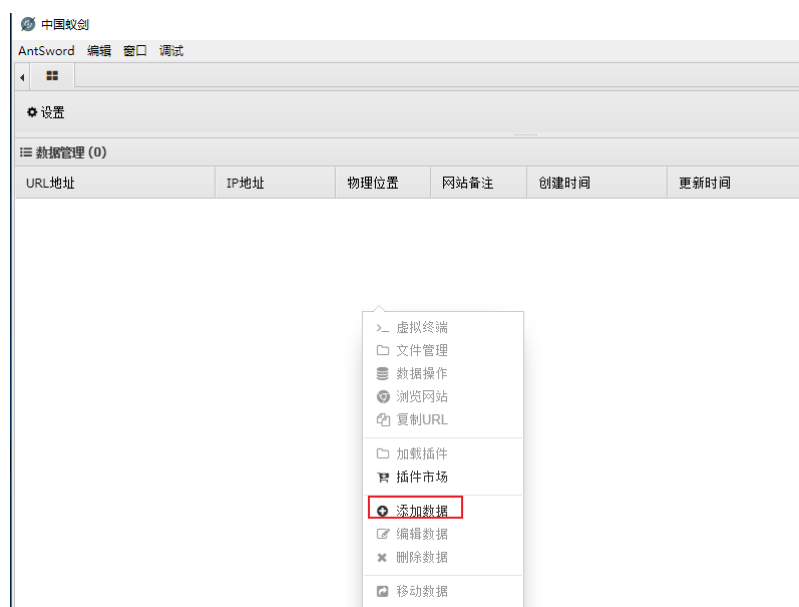 中国蚁剑
AntSword 编辑 窗口 调试
设置
数据管理 (0)
URL地址 IP地址 物理位置 网站备注 创建时间 更新时间
虚拟终端
文件管理
数据操作
浏览网站
复制URL
加载插件
插件市场
添加数据
编辑数据
删除数据
移动数据